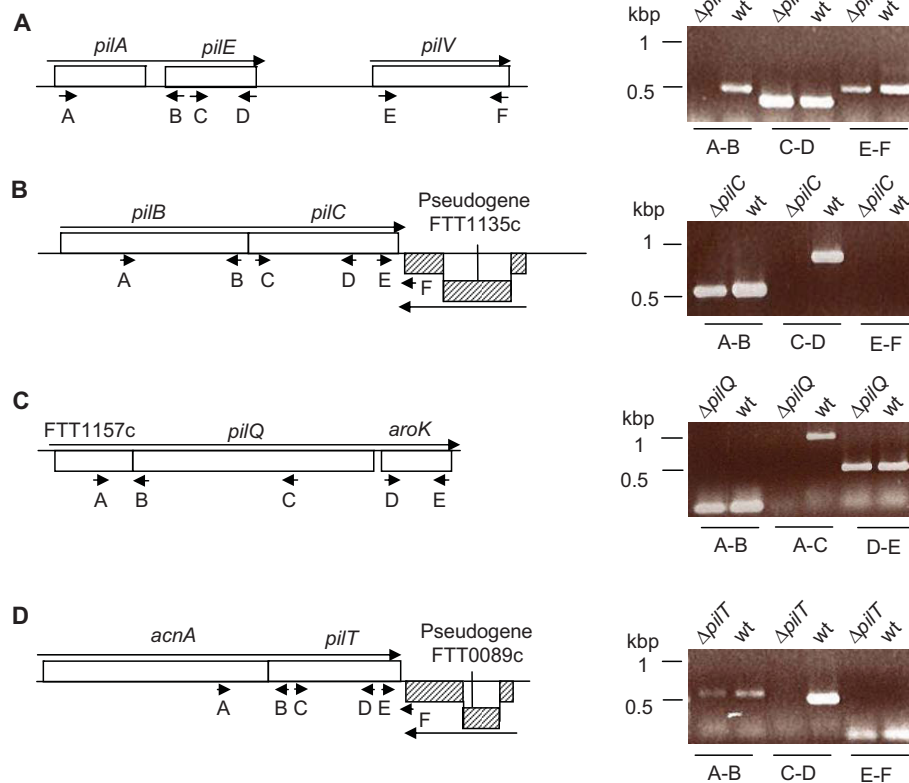 A
pilA pilE pilV
A B C D E F
kbp
wt wt wt
1
0.5
A-B C-D E-F
B
pilB pilC
Pseudogene
FTT1135c
A B C D E F
kbp
ΔpilC wt ΔpilC wt ΔpilC wt
1
0.5
A-B C-D E-F
C
FTT1157c pilQ aroK
A B C D E
kbp
ΔpilQ wt ΔpilQ wt ΔpilQ wt
1
0.5
A-B A-C D-E
D
acnA pilT
Pseudogene
FTT0089c
A B C D E F
kbp
ΔpilT wt ΔpilT wt ΔpilT wt
1
0.5
A-B C-D E-F